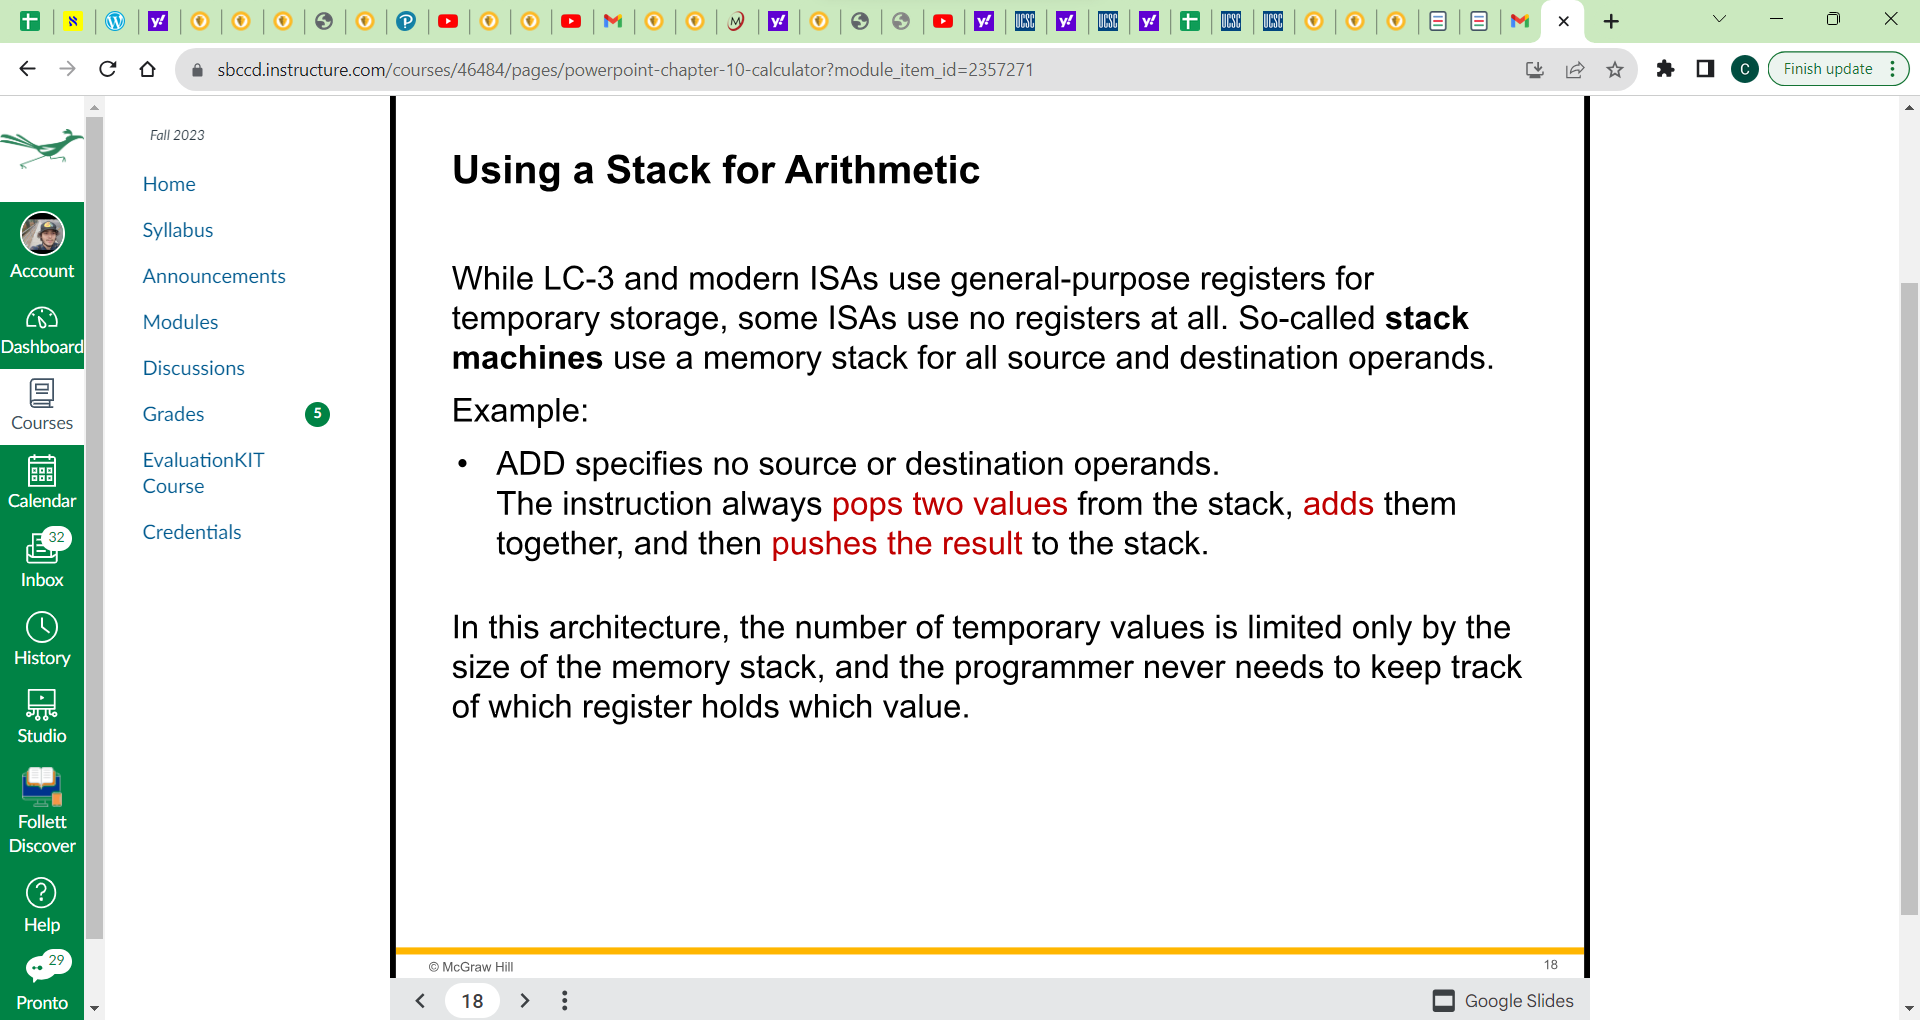 sbccd.instructure.com/courses/46484/pages/powerpoint-chapter-10-calculator?module_item_id=2357271
C
Finish update
Account
Dashboard
Courses
Calendar
32
Inbox
History
Studio
Follett
Discover
Help
29
Pronto
Fall 2023
Home
Syllabus
Announcements
Modules
Discussions
Grades
5
EvaluationKIT
Course
Credentials
Using a Stack for Arithmetic
While LC-3 and modern ISAs use general-purpose registers for
temporary storage, some ISAs use no registers at all. So-called stack
machines use a memory stack for all source and destination operands.
Example:
• ADD specifies no source or destination operands.
The instruction always pops two values from the stack, adds them
together, and then pushes the result to the stack.
In this architecture, the number of temporary values is limited only by the
size of the memory stack, and the programmer never needs to keep track
of which register holds which value.
© McGraw Hill
18
18
Google Slides